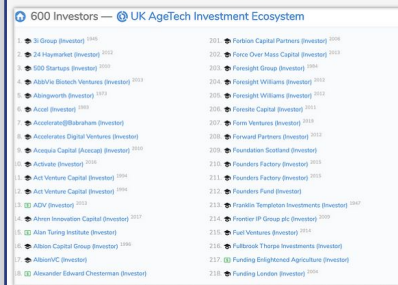 600 Investors — UK AgeTech Investment Ecosystem
1. 3i Group (Investor) 1945
2. 24 Haymarket (Investor) 2012
3. 500 Startups (Investor) 2010
4. AbbVie Biotech Ventures (Investor) 2013
5. Abingworth (Investor) 1973
6. Accel (Investor) 1983
7. Accelerate@Babraham (Investor)
8. Accelerated Digital Ventures (Investor)
9. Acequia Capital (Acecap) (Investor) 2010
10. Activate (Investor) 2016
11. Act Venture Capital (Investor) 1994
12. Act Venture Capital (Investor) 1994
13. ADV (Investor) 2015
14. Ahren Innovation Capital (Investor) 2017
15. Alan Turing Institute (Investor)
16. Albion Capital Group (Investor) 1996
17. AlbionVC (Investor)
18. Alexander Edward Chesterman (Investor)
201. Forbion Capital Partners (Investor) 2006
202. Force Over Mass Capital (Investor) 2013
203. Foresight Group (Investor) 1984
204. Foresight Williams (Investor) 2012
205. Foresight Williams (Investor) 2012
206. Foresite Capital (Investor) 2011
207. Form Ventures (Investor) 2018
208. Forward Partners (Investor) 2013
209. Foundation Scotland (Investor)
210. Founders Factory (Investor) 2015
211. Founders Factory (Investor) 2015
212. Founders Fund (Investor)
213. Franklin Templeton Investments (Investor) 1947
214. Frontier IP Group plc (Investor) 2009
215. Fuel Ventures (Investor) 2014
216. Fullbrook Thorpe Investments (Investor)
217. Funding Enlightened Agriculture (Investor)
218. Funding London (Investor) 2004